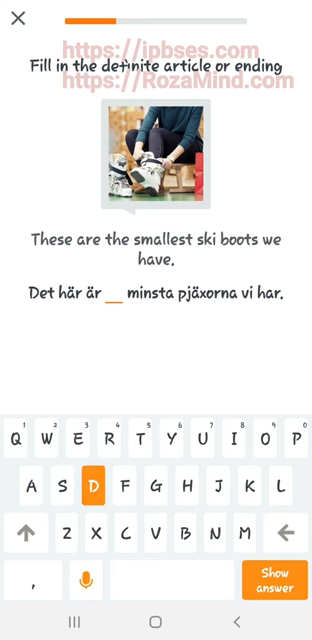 https://ipbses.com
Fill in the definite article or ending
https://RozaMind.com
These are the smallest ski boots we
have.
Det här är __ minsta pjäxorna vi har.
1 2 3 4 5 6 7 8 9 0
Q W E R T Y U I O P
A S D F G H J K L
Z X C V B N M
, Show
answer